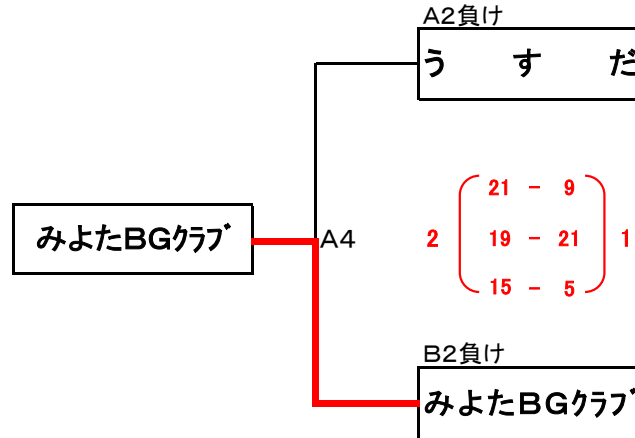 A2負け
う す だ
21 - 9
みよたBGｸﾗﾌﾞ
A4
2
19 - 21
1
15 - 5
B2負け
みよたBGｸﾗﾌﾞ